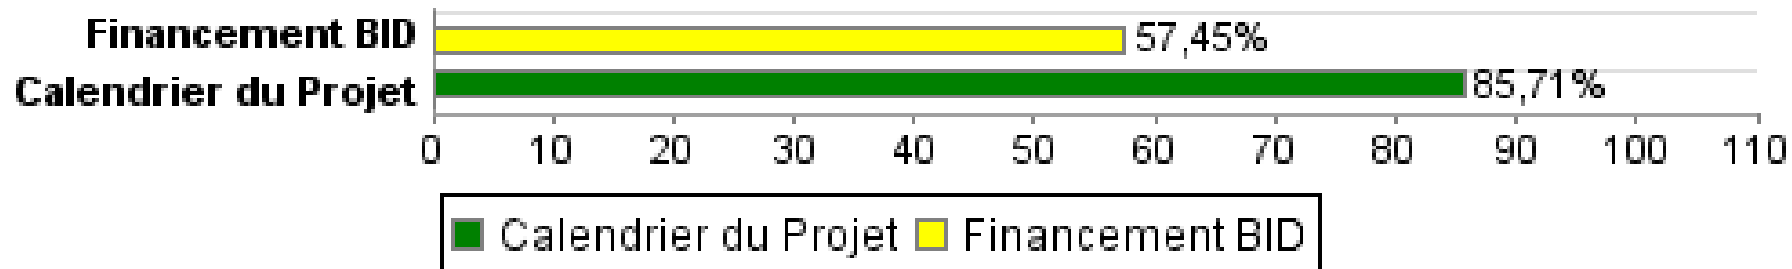 Financement BID 57,45%
Calendrier du Projet 85,71%
0 10 20 30 40 50 60 70 80 90 100 110
Calendrier du Projet Financement BID